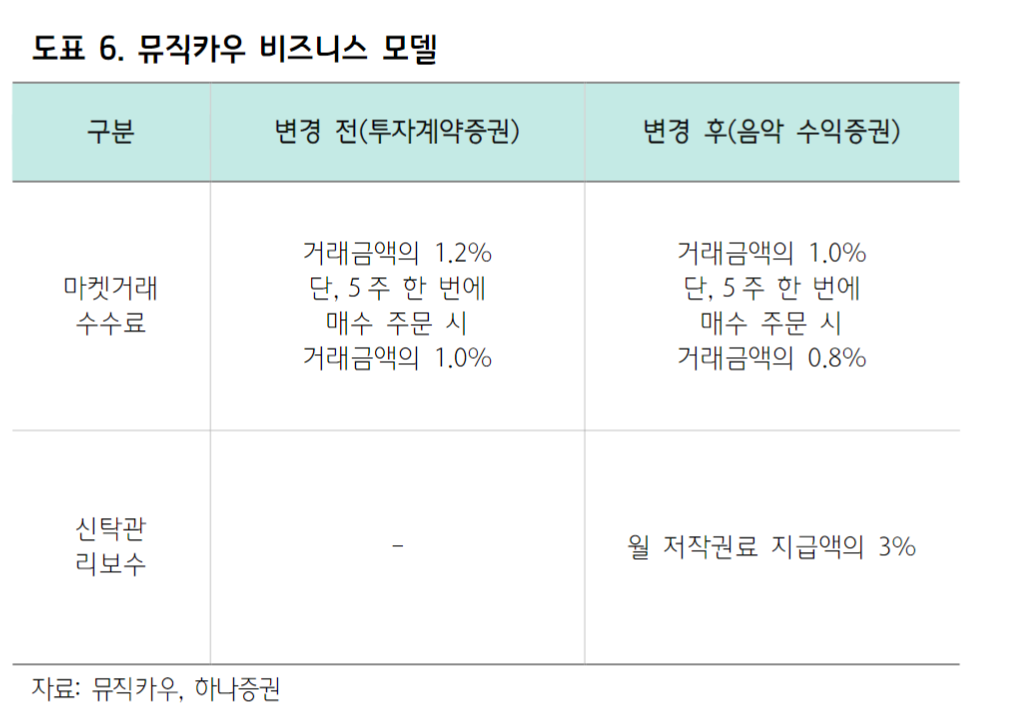 도표 6. 뮤직카우 비즈니스 모델
구분
변경 전(투자계약증권)
변경 후(음악 수익증권)
마켓거래
수수료
거래금액의 1.2%
단, 5주 한 번에
매수 주문 시
거래금액의 1.0%
거래금액의 1.0%
단, 5주 한 번에
매수 주문 시
거래금액의 0.8%
신탁관
리보수
–
월 저작권료 지급액의 3%
자료: 뮤직카우, 하나증권